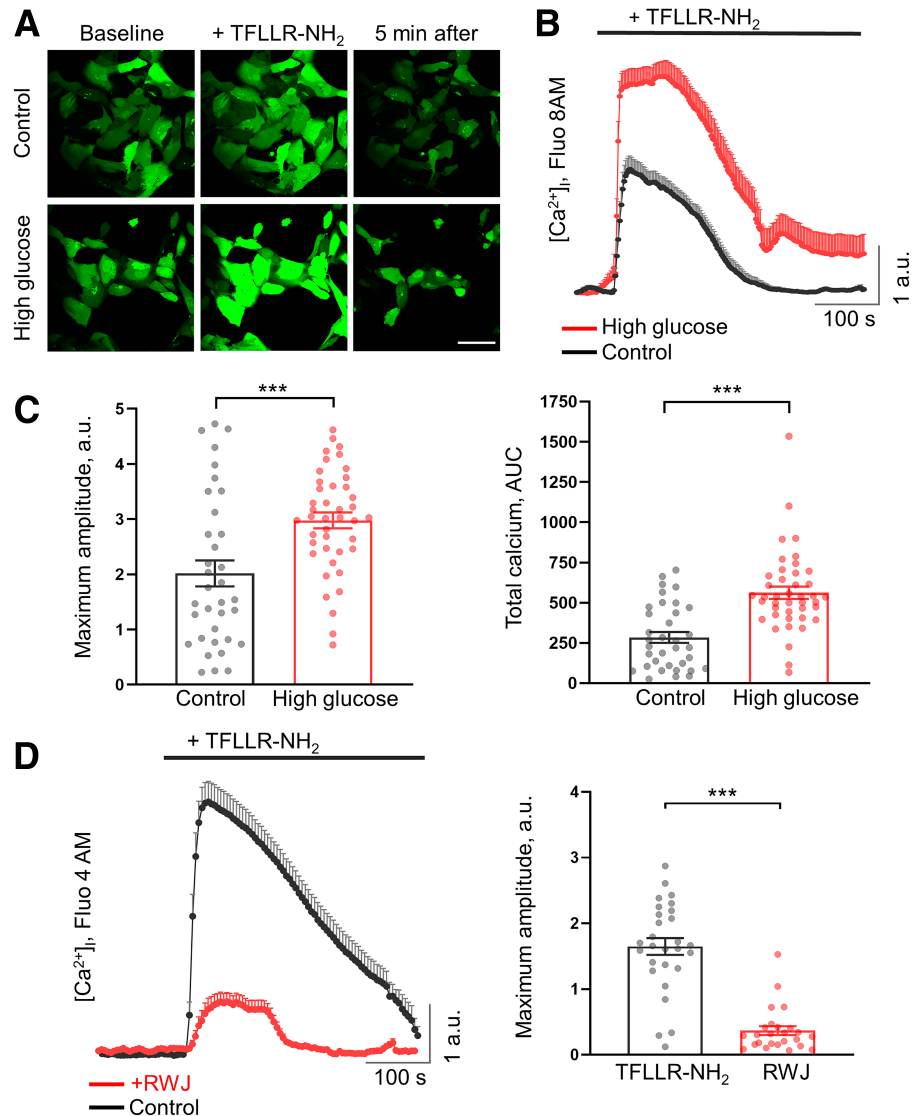 A
Baseline
+ TFLLR-NH2
5 min after
Control
High glucose
B
+ TFLLR-NH2
[Ca2+]I, Fluo 8AM
1 a.u.
100 s
High glucose
Control
C
***
Maximum amplitude, a.u.
5
4
3
2
1
0
Control
High glucose
***
Total calcium, AUC
1750
1500
1250
1000
750
500
250
0
Control
High glucose
D
+ TFLLR-NH2
[Ca2+]I, Fluo 4 AM
1 a.u.
100 s
+RWJ
Control
***
Maximum amplitude, a.u.
4
3
2
1
0
TFLLR-NH2
RWJ